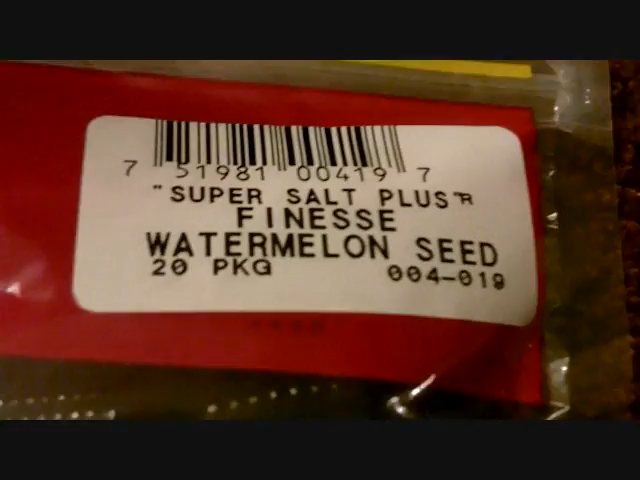 7 51981 00419 7
"SUPER SALT PLUS"R
FINESSE
WATERMELON SEED
20 PKG 004-019